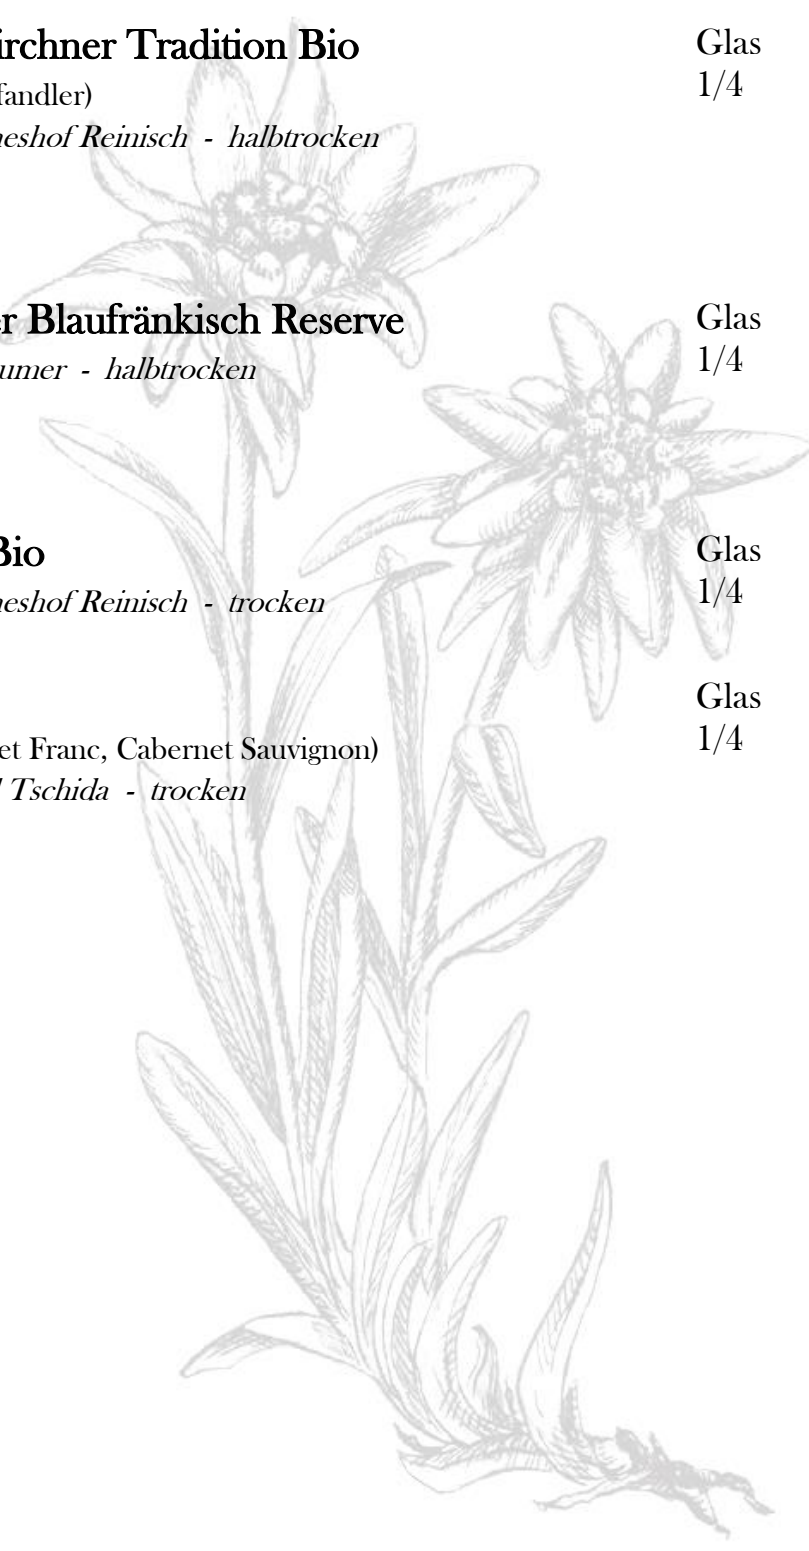 irchner Tradition Bio
Glas
fandler)
1/4
neshof Reinisch - halbtrocken
er Blaufränkisch Reserve
Glas
umer - halbtrocken
1/4
Bio
Glas
neshof Reinisch - trocken
1/4
Glas
et Franc, Cabernet Sauvignon)
1/4
l Tschida - trocken